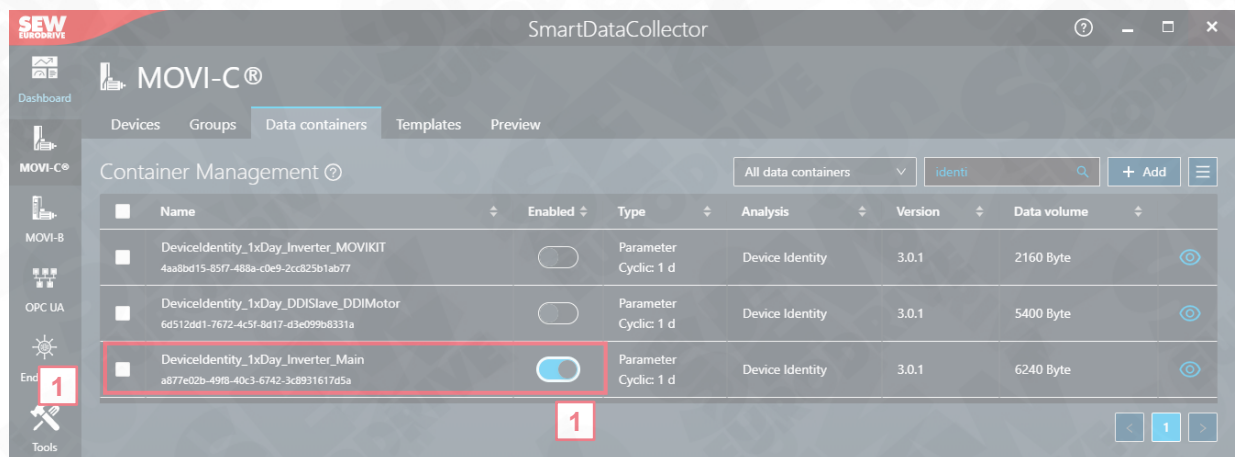 SEW
EURODRIVE
SmartDataCollector
Dashboard
MOVI-C®
MOVI-C®
MOVI-B
OPC UA
End
1
Tools
Devices Groups Data containers Templates Preview
Container Management
All data containers identi + Add
Name Enabled Type Analysis Version Data volume
DeviceIdentity_1xDay_Inverter_MOVIKIT
4aa8bd15-85f7-488a-c0e9-2cc825b1ab77
Parameter
Cyclic: 1 d
Device Identity 3.0.1 2160 Byte
DeviceIdentity_1xDay_DDISlave_DDIMotor
6d512dd1-7672-4c5f-8d17-d3e099b8331a
Parameter
Cyclic: 1 d
Device Identity 3.0.1 5400 Byte
DeviceIdentity_1xDay_Inverter_Main
a877e02b-49f8-40c3-6742-3c8931617d5a
Parameter
Cyclic: 1 d
Device Identity 3.0.1 6240 Byte
1
< 1 >